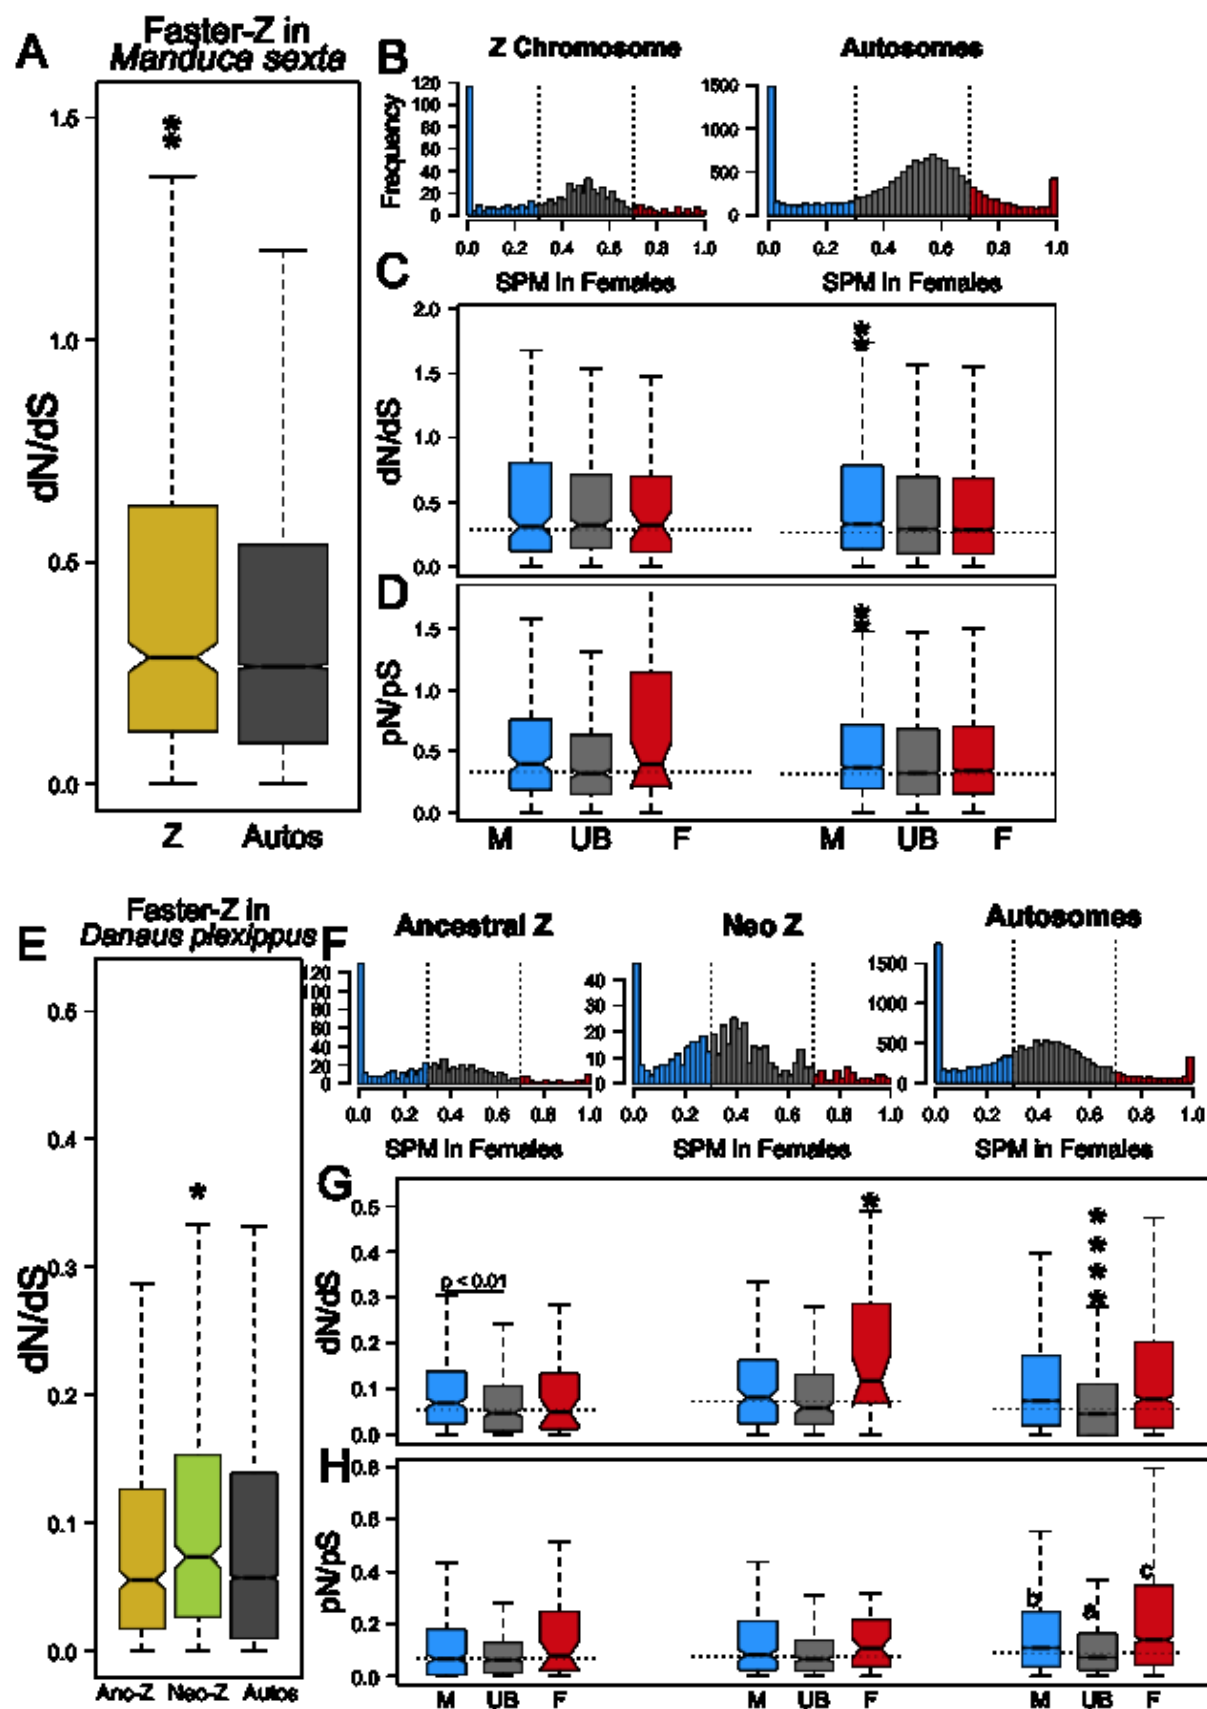 A
Faster-Z in
Manduca sexta
dN/dS
1.5
1.0
0.5
0.0
**
Z
Autos
B
Z Chromosome
Autosomes
Frequency
120
100
80
60
40
20
0
0.0 0.2 0.4 0.6 0.8 1.0
SPM in Females
1500
1000
500
0
0.0 0.2 0.4 0.6 0.8 1.0
SPM in Females
C
dN/dS
2.0
1.5
1.0
0.5
0.0
**
D
pN/pS
1.5
1.0
0.5
0.0
**
M UB F
M UB F
E
Faster-Z in
Danaus plexippus
dN/dS
0.5
0.4
0.3
0.2
0.1
0.0
*
Anc-Z
Neo-Z
Autos
F
Ancestral Z
Neo Z
Autosomes
120
100
80
60
40
20
0
0.0 0.2 0.4 0.6 0.8 1.0
SPM in Females
40
30
20
10
0
0.0 0.2 0.4 0.6 0.8 1.0
SPM in Females
1500
1000
500
0
0.0 0.2 0.4 0.6 0.8 1.0
SPM in Females
G
dN/dS
0.5
0.4
0.3
0.2
0.1
0.0
p < 0.01
*
****
H
pN/pS
0.8
0.6
0.4
0.2
0.0
M UB F
M UB F
M UB F